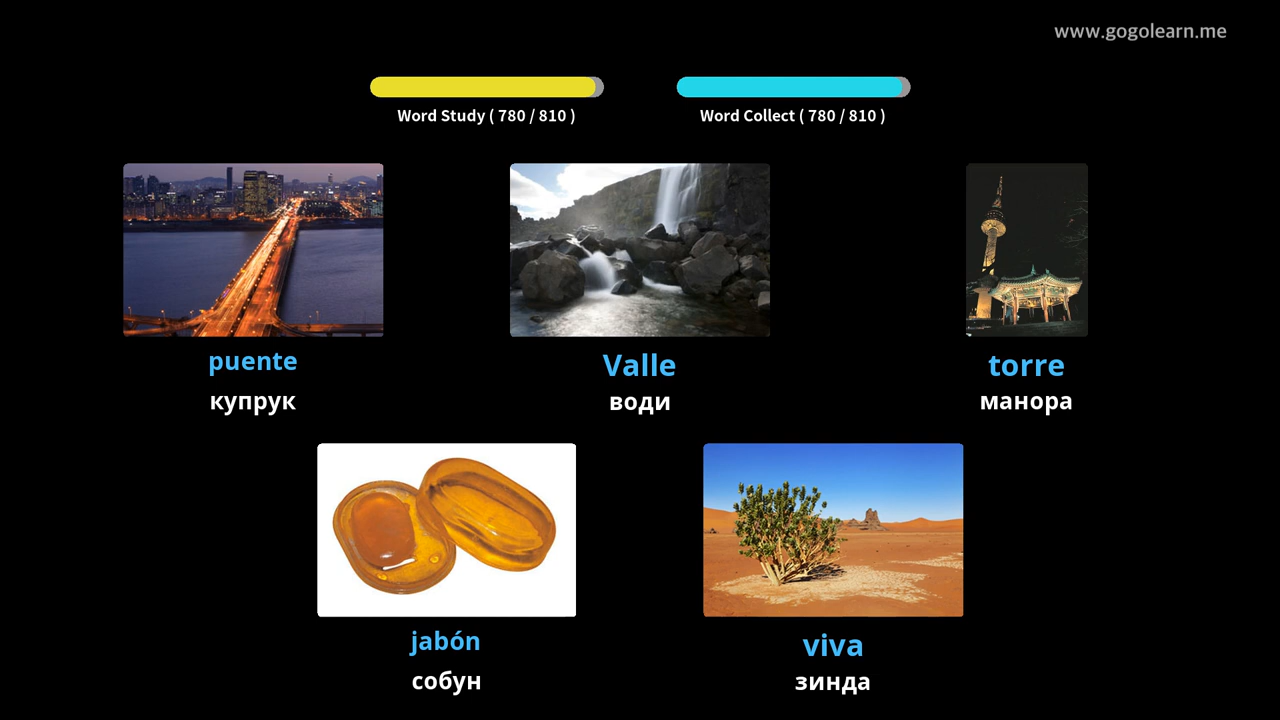 www.gogolearn.me
Word Study ( 780 / 810 )
Word Collect ( 780 / 810 )
puente
Valle
torre
купрук
води
манора
jabón
viva
собун
зинда